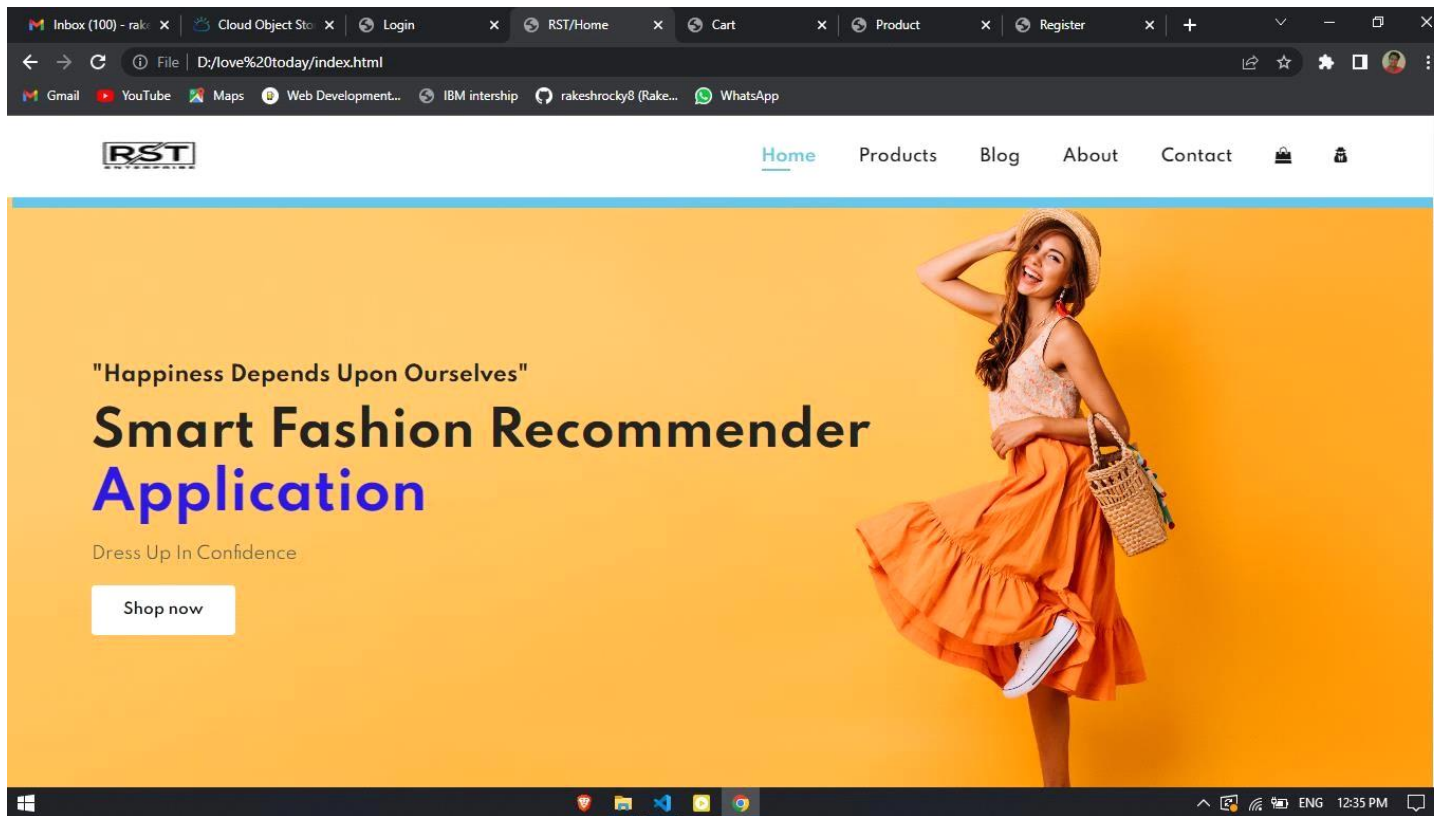 Inbox (100) - rake
Cloud Object Sto
Login
RST/Home
Cart
Product
Register
File
D:/love%20today/index.html
Gmail
YouTube
Maps
Web Development...
IBM intership
rakeshrocky8 (Rake...
WhatsApp
RST
ENTERPRISE
Home
Products
Blog
About
Contact
"Happiness Depends Upon Ourselves"
Smart Fashion Recommender
Application
Dress Up In Confidence
Shop now
ENG
12:35 PM